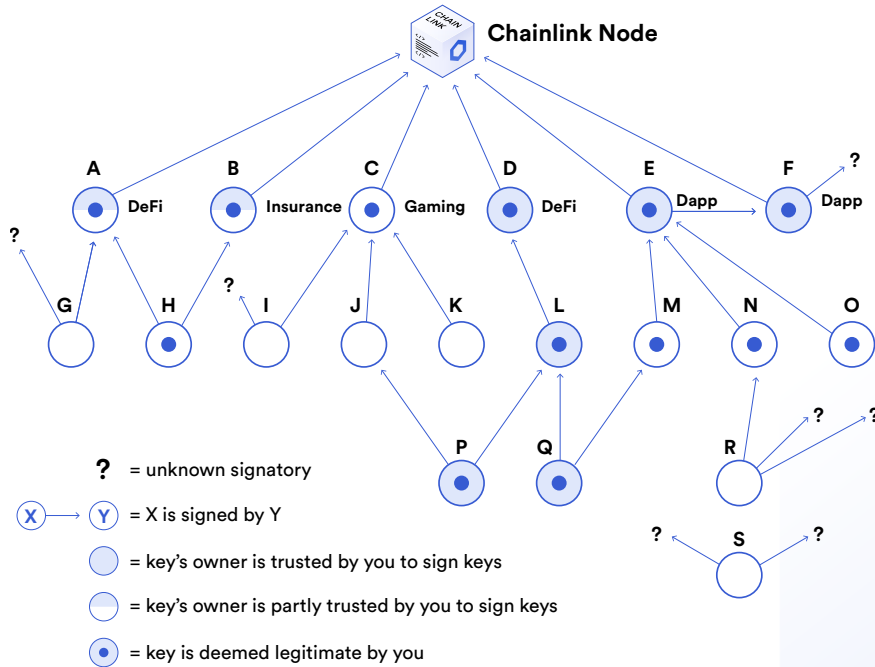 CHAIN
LINK
</>
</>
Chainlink Node
A B C D E F ?
DeFi Insurance Gaming DeFi Dapp Dapp
? ?
G H I J K L M N O
? ?
P Q R
? = unknown signatory
X Y = X is signed by Y
? S ?
= key's owner is trusted by you to sign keys
= key's owner is partly trusted by you to sign keys
= key is deemed legitimate by you